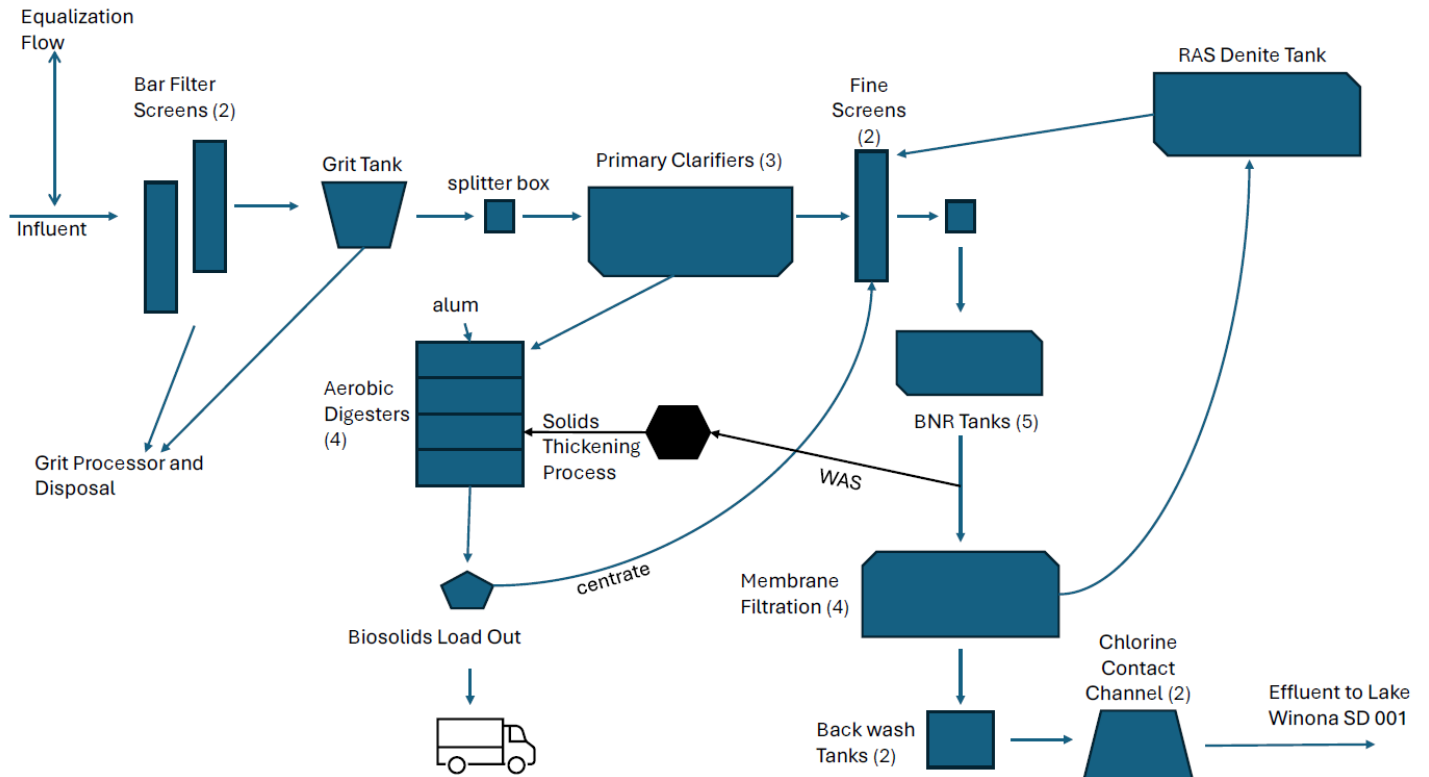 Equalization
Flow
Influent
Bar Filter
Screens (2)
Grit Tank
splitter box
Primary Clarifiers (3)
Fine
Screens
(2)
RAS Denite Tank
alum
Aerobic
Digesters
(4)
Solids
Thickening
Process
BNR Tanks (5)
WAS
Grit Processor and
Disposal
centrate
Membrane
Filtration (4)
Biosolids Load Out
Back wash
Tanks (2)
Chlorine
Contact
Channel (2)
Effluent to Lake
Winona SD 001